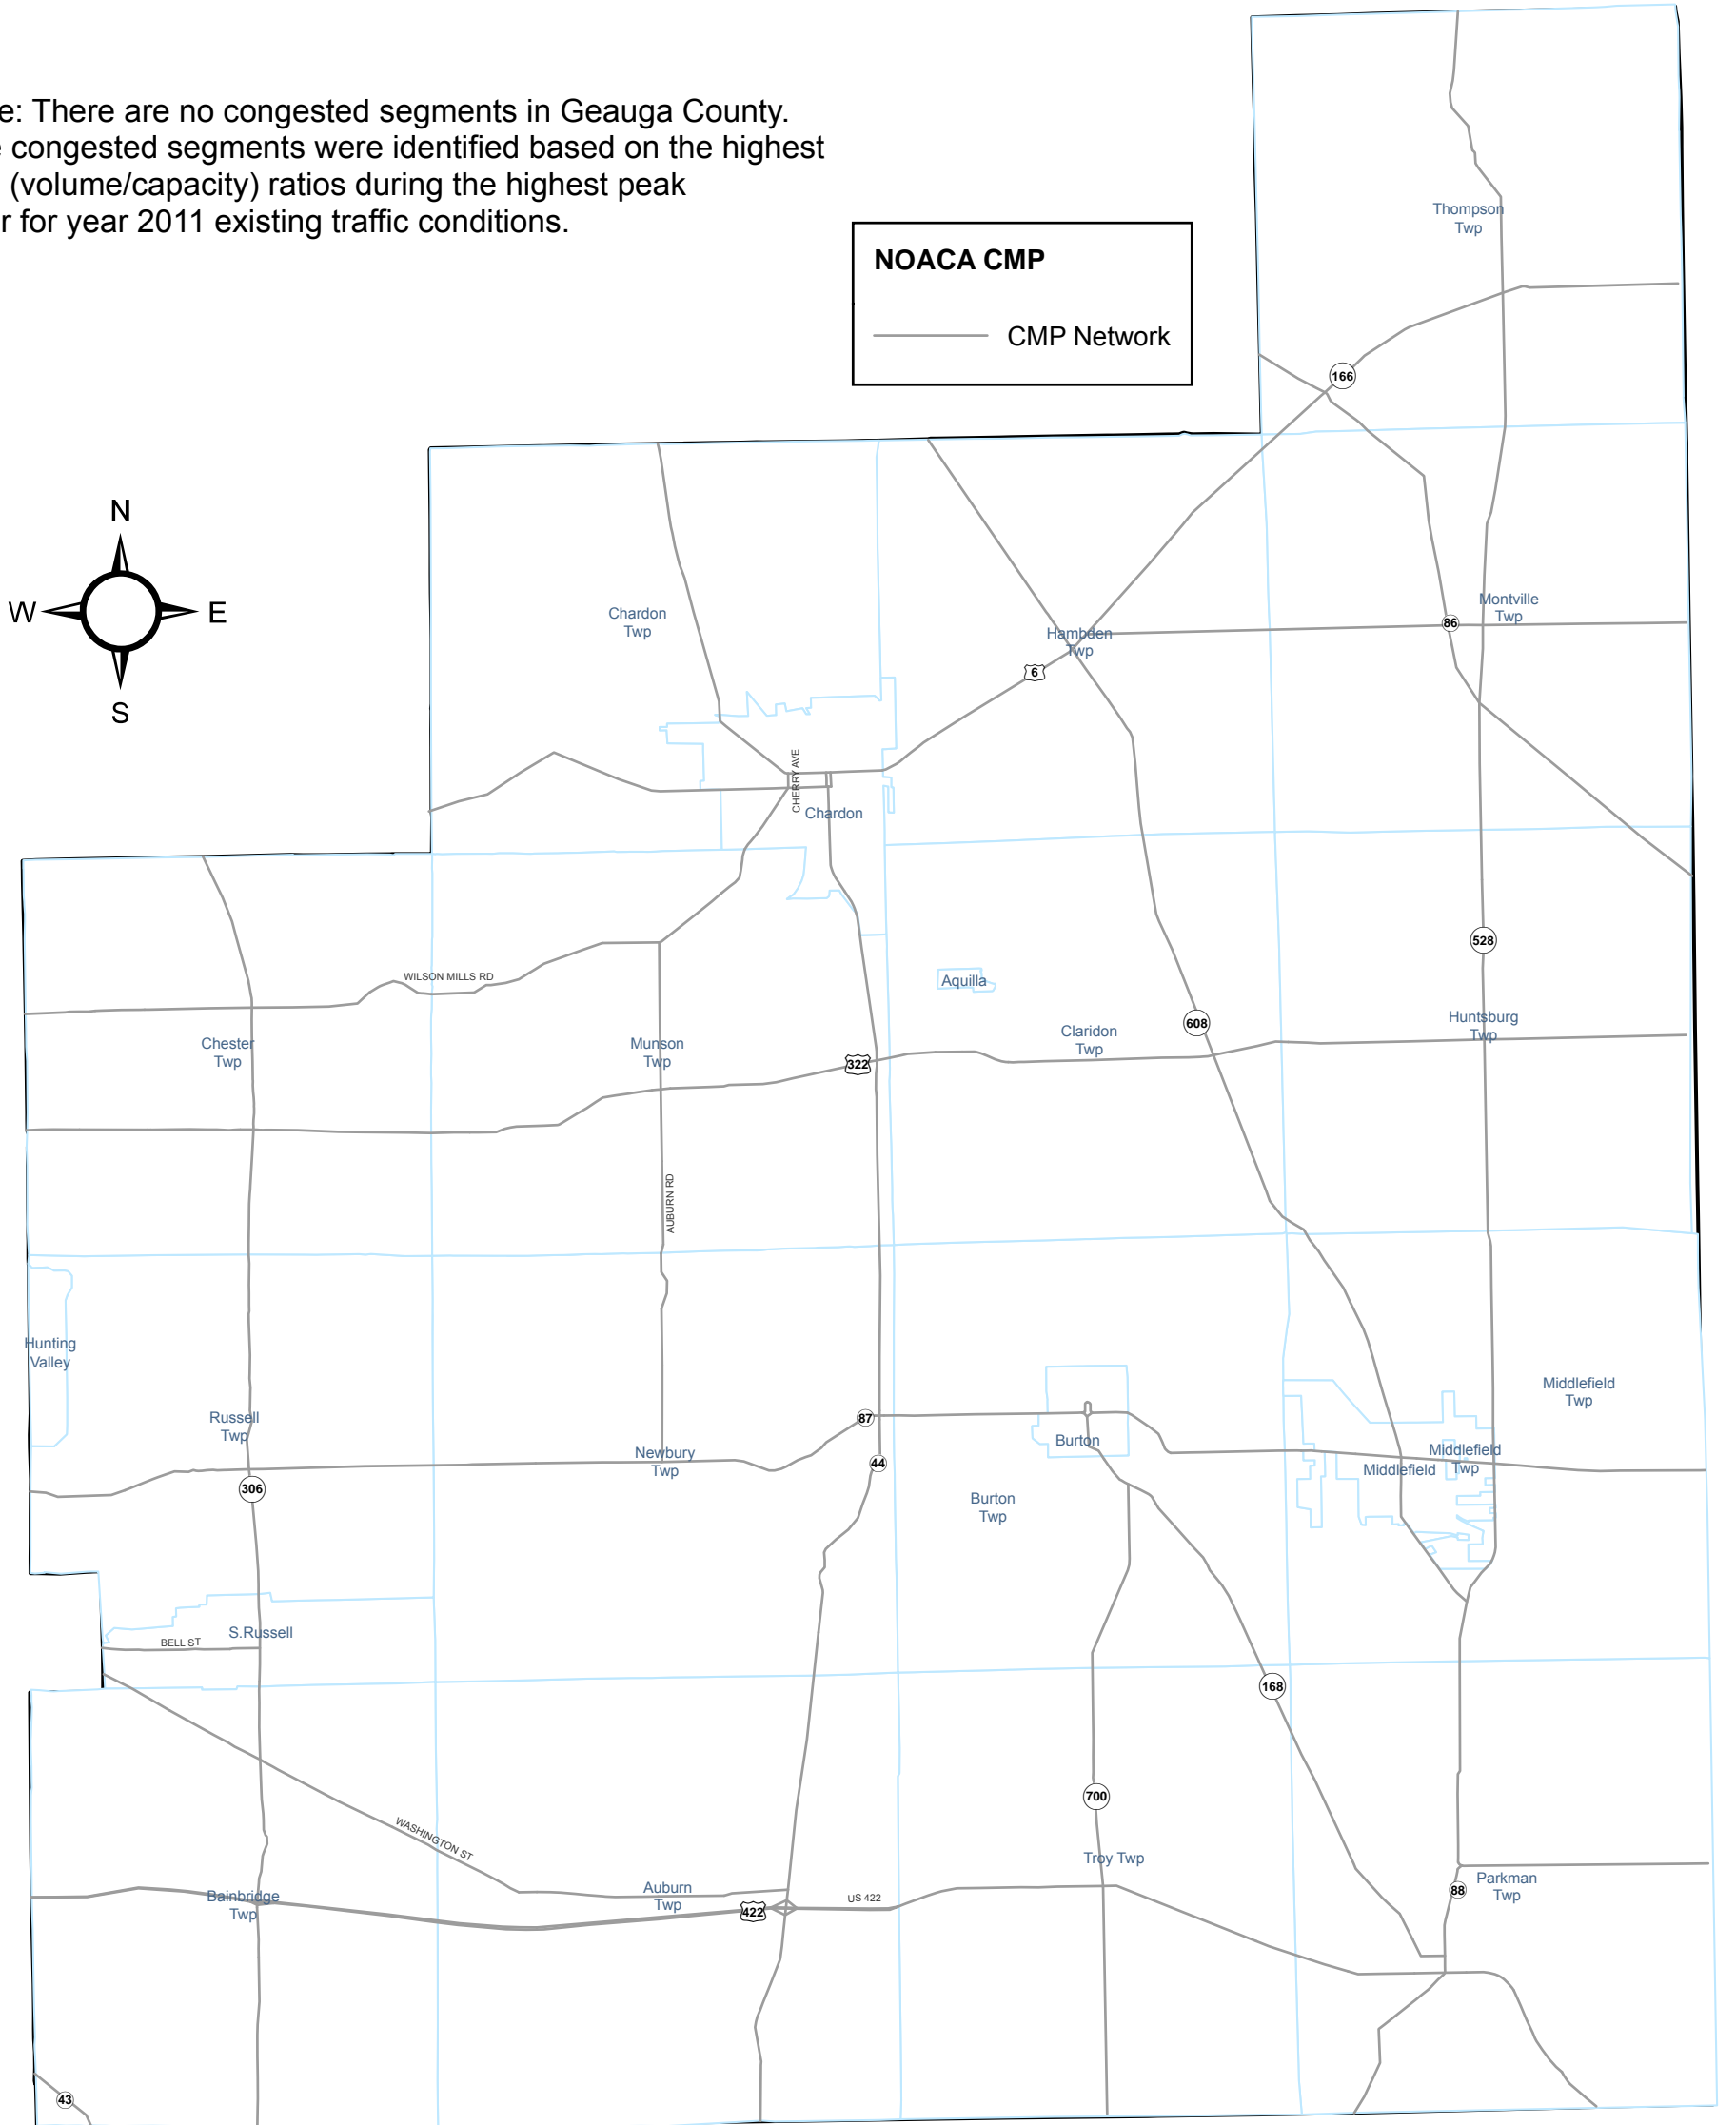 e: There are no congested segments in Geauga County.
e congested segments were identified based on the highest
(volume/capacity) ratios during the highest peak
r for year 2011 existing traffic conditions.
NOACA CMP
CMP Network
N
W
E
S
Thompson
Twp
166
Chardon
Twp
Hambden
Twp
6
86
Montville
Twp
CHERRY AVE
Chardon
528
WILSON MILLS RD
Aquilla
Chester
Twp
Munson
Twp
322
Claridon
Twp
608
Huntsburg
Twp
AUBURN RD
Hunting
Valley
Russell
Twp
306
Newbury
Twp
87
44
Burton
Burton
Twp
Middlefield
Twp
Middlefield
Middlefield
Twp
BELL ST
S.Russell
168
700
WASHINGTON ST
Bainbridge
Twp
Auburn
Twp
422
US 422
Troy Twp
88
Parkman
Twp
43